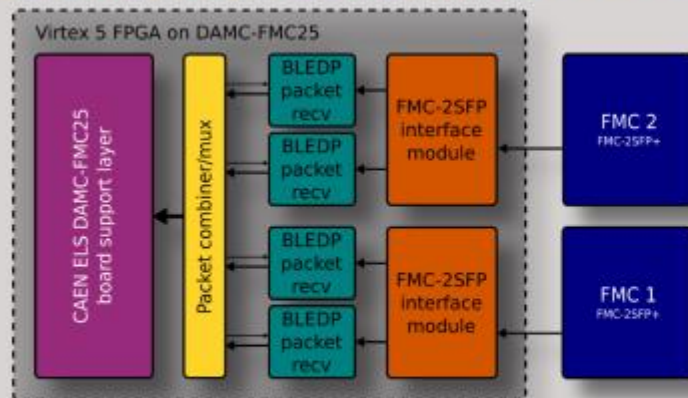 Virtex 5 FPGA on DAMC-FMC25
CAEN ELS DAMC-FMC25
board support layer
Packet combiner/mux
BLEDP
packet
recv
BLEDP
packet
recv
FMC-2SFP
interface
module
FMC 2
FMC-2SFP+
BLEDP
packet
recv
BLEDP
packet
recv
FMC-2SFP
interface
module
FMC 1
FMC-2SFP+